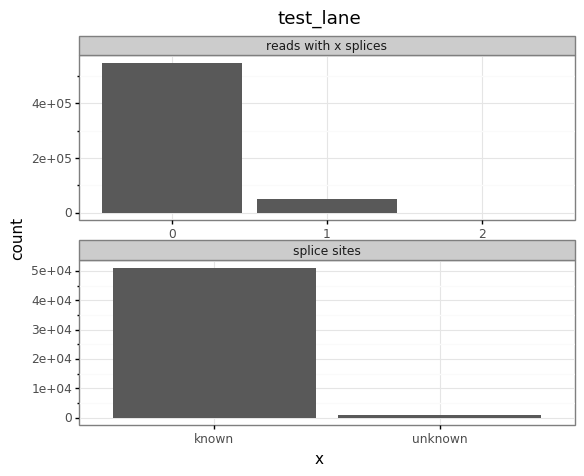 test_lane
reads with x splices
4e+05
2e+05
0
0 1 2
count
splice sites
5e+04
4e+04
3e+04
2e+04
1e+04
0
known unknown
x